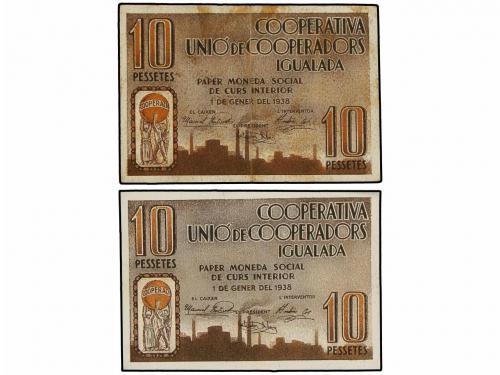 10
PESSETES
COOPERATIVA
UNIÓ DE COOPERADORS
IGUALADA
PAPER MONEDA SOCIAL
DE CURS INTERIOR
1 DE GENER DEL 1938
EL CAIXER
L'INTERVENTOR
EL PRESIDENT
COOPERAD
10
PESSETES
10
PESSETES
COOPERATIVA
UNIÓ DE COOPERADORS
IGUALADA
PAPER MONEDA SOCIAL
DE CURS INTERIOR
1 DE GENER DEL 1938
EL CAIXER
L'INTERVENTOR
PRESIDENT
COOPERAD
10
PESSETES